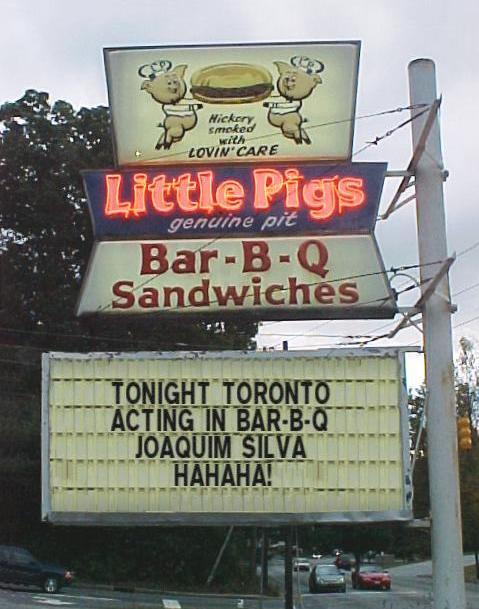 Hickory
smoked
with
LOVIN' CARE
Little Pigs
genuine pit
Bar-B-Q
Sandwiches
TONIGHT TORONTO
ACTING IN BAR-B-Q
JOAQUIM SILVA
HAHAHA!